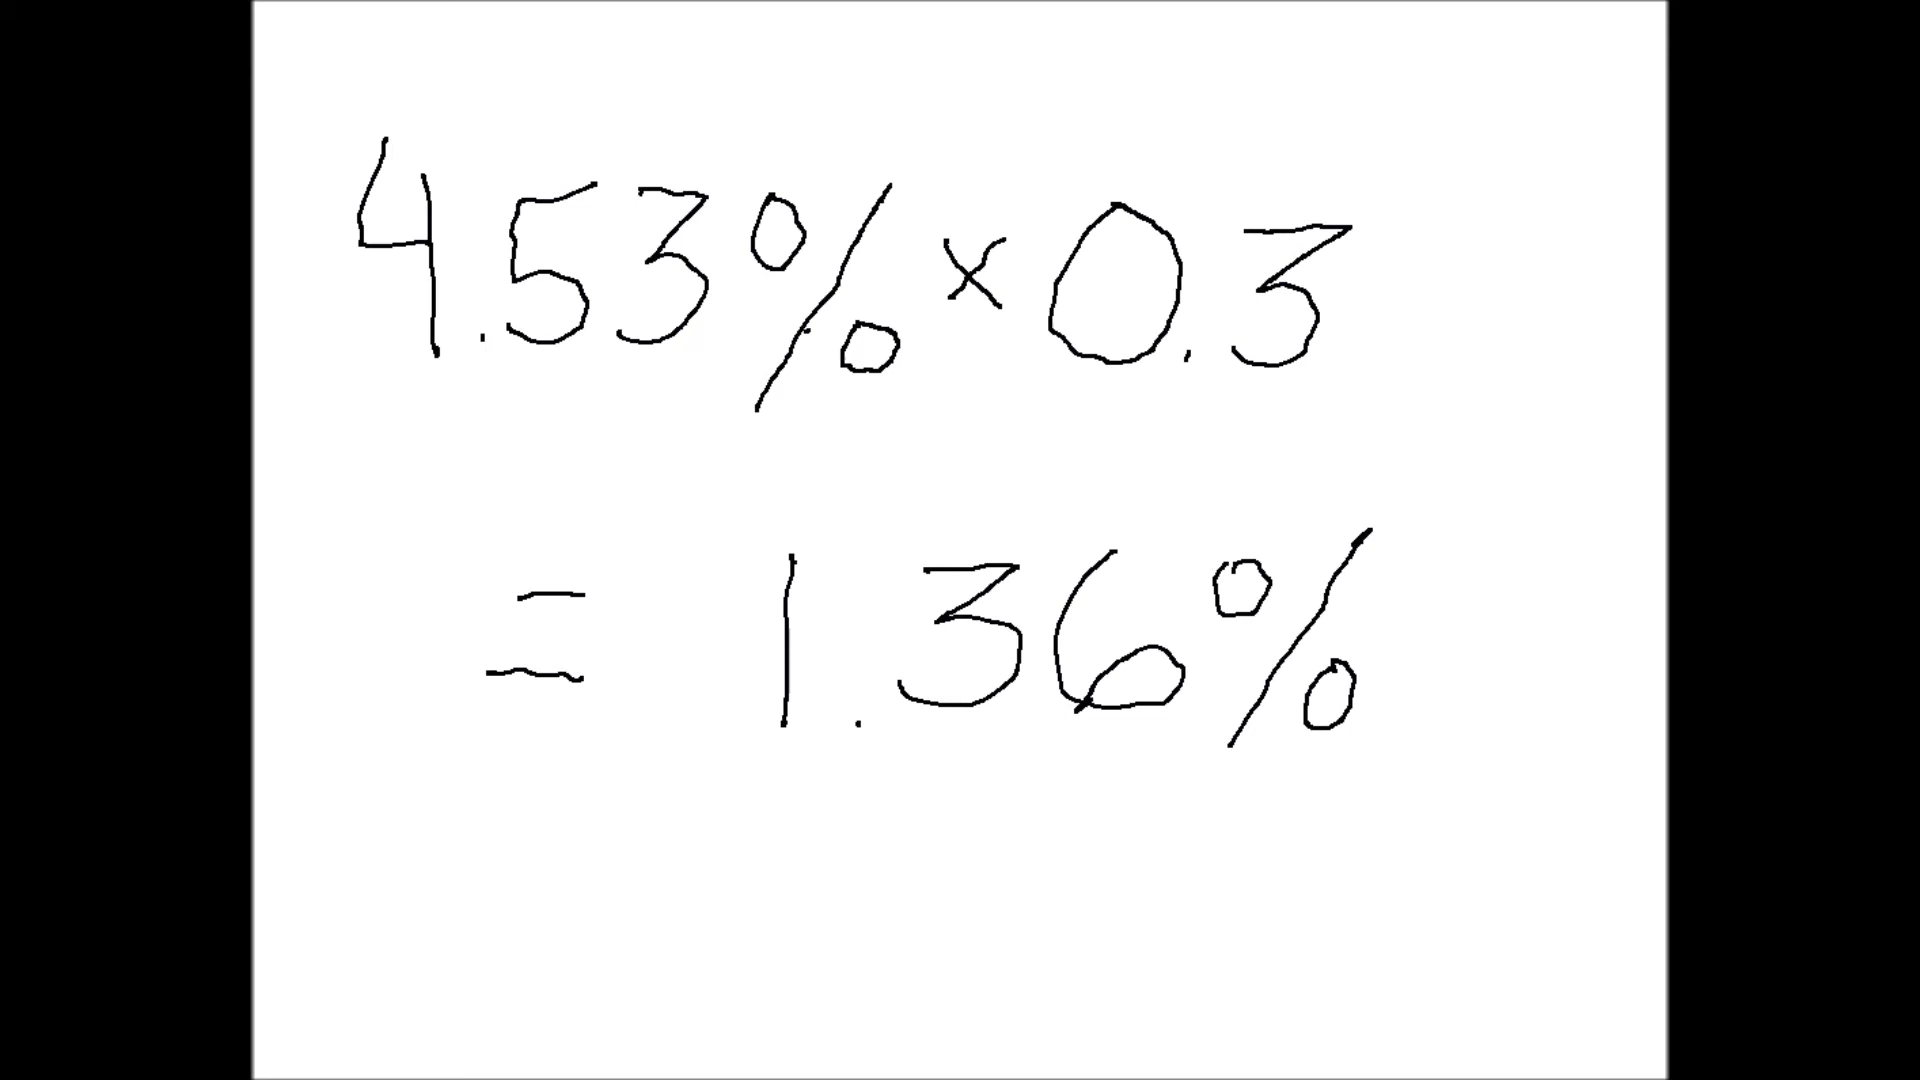 4.53% × 0.3
= 1.36%